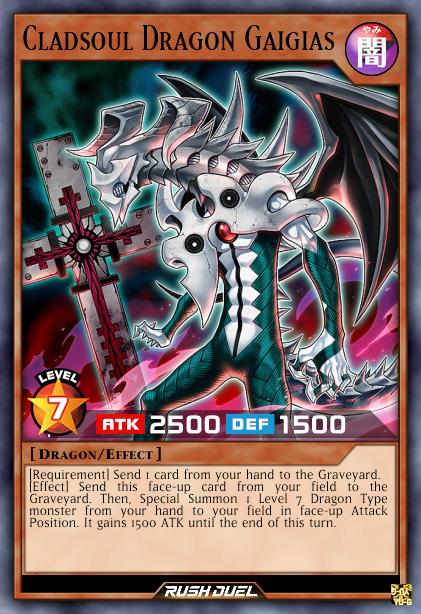 CLADSOUL DRAGON GAIGIAS
やみ
闇
LEVEL
7
ATK 2500 DEF 1500
[DRAGON/EFFECT]
[Requirement] Send 1 card from your hand to the Graveyard.
[Effect] Send this face-up card from your field to the
Graveyard. Then, Special Summon 1 Level 7 Dragon Type
monster from your hand to your field in face-up Attack
Position. It gains 1500 ATK until the end of this turn.
RUSH DUEL